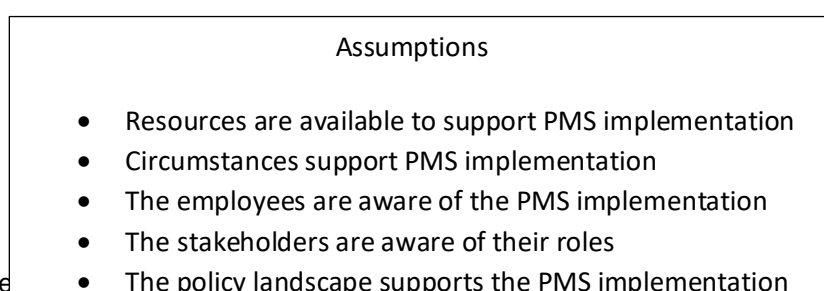 Assumptions
• Resources are available to support PMS implementation
• Circumstances support PMS implementation
• The employees are aware of the PMS implementation
• The stakeholders are aware of their roles
• The policy landscape supports the PMS implementation